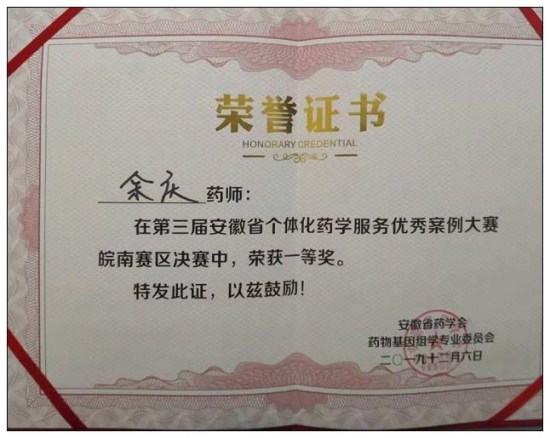 荣誉证书
HONORARY CREDENTIAL
余庆 药师：
在第三届安徽省个体化药学服务优秀案例大赛
皖南赛区决赛中，荣获一等奖。
特发此证，以兹鼓励！
安徽省药学会
药物基因组学专业委员会
二〇一九十二月六日